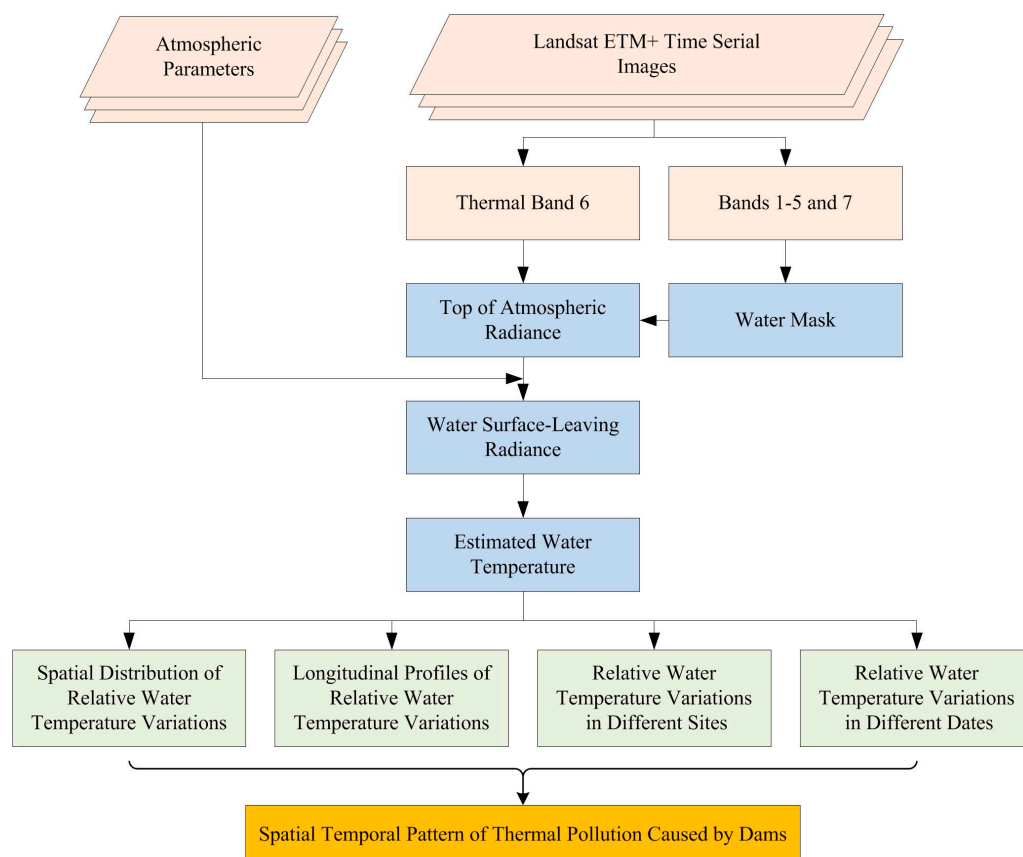 Atmospheric
Parameters
Landsat ETM+ Time Serial
Images
Thermal Band 6
Bands 1-5 and 7
Top of Atmospheric
Radiance
Water Mask
Water Surface-Leaving
Radiance
Estimated Water
Temperature
Spatial Distribution of
Relative Water
Temperature Variations
Longitudinal Profiles of
Relative Water
Temperature Variations
Relative Water
Temperature Variations
in Different Sites
Relative Water
Temperature Variations
in Different Dates
Spatial Temporal Pattern of Thermal Pollution Caused by Dams